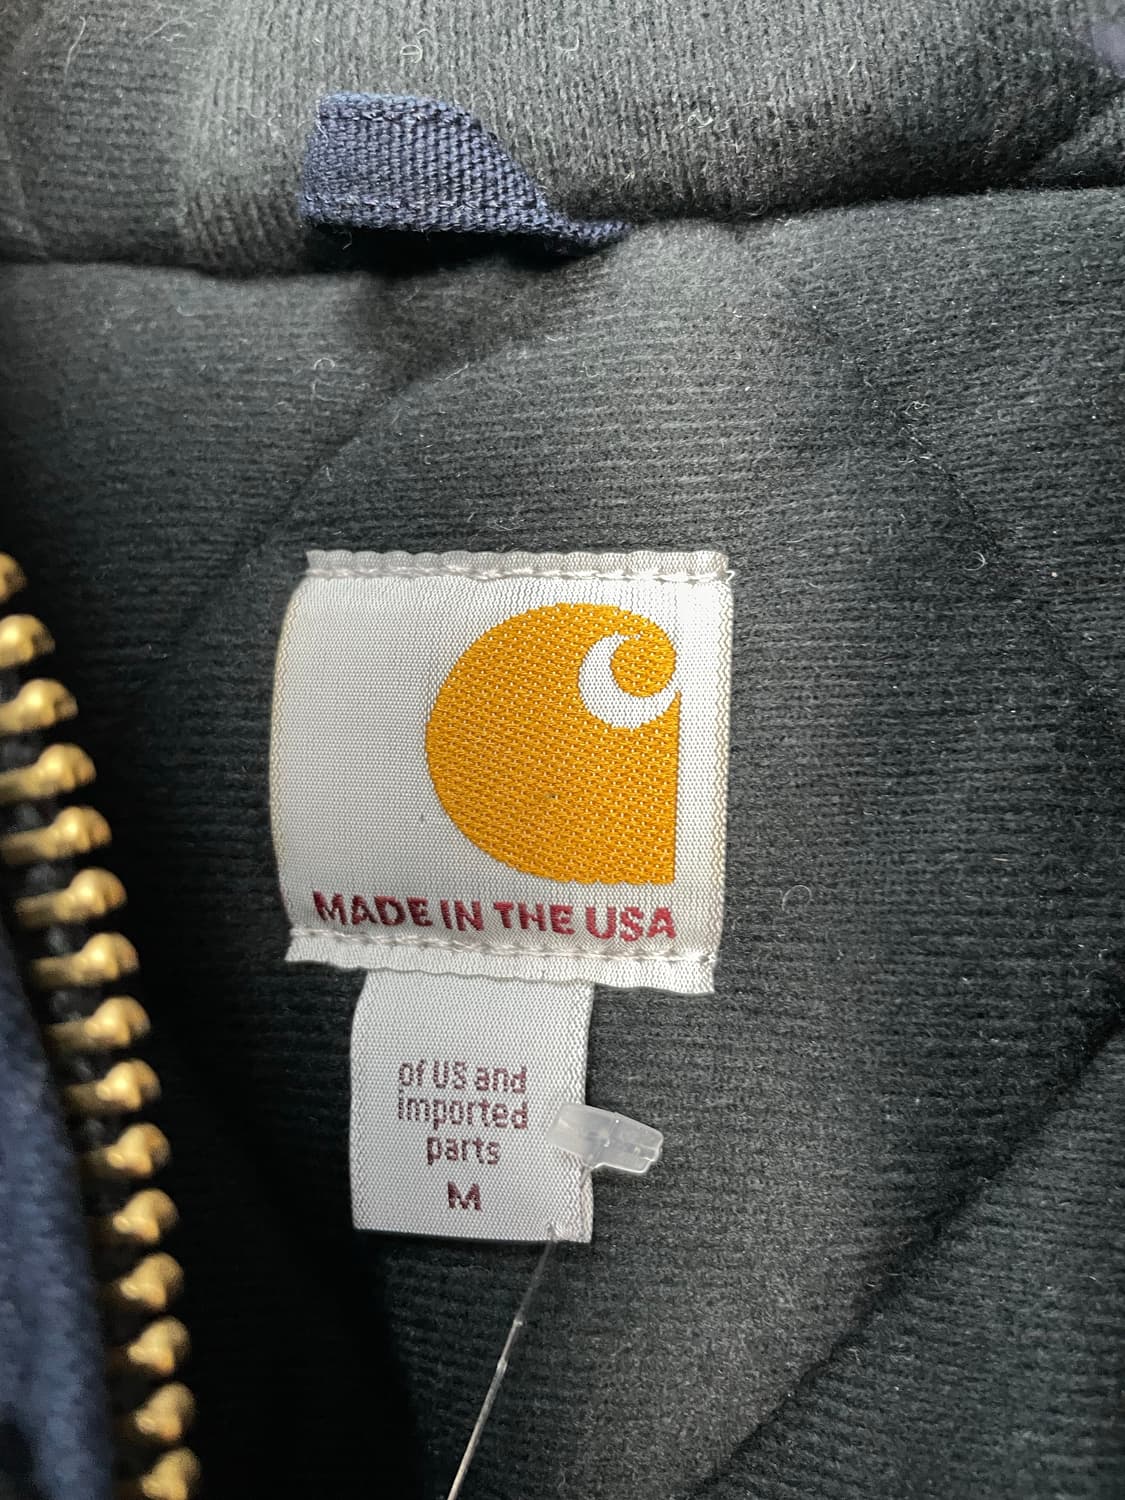 MADE IN THE USA
of US and
imported
parts
M